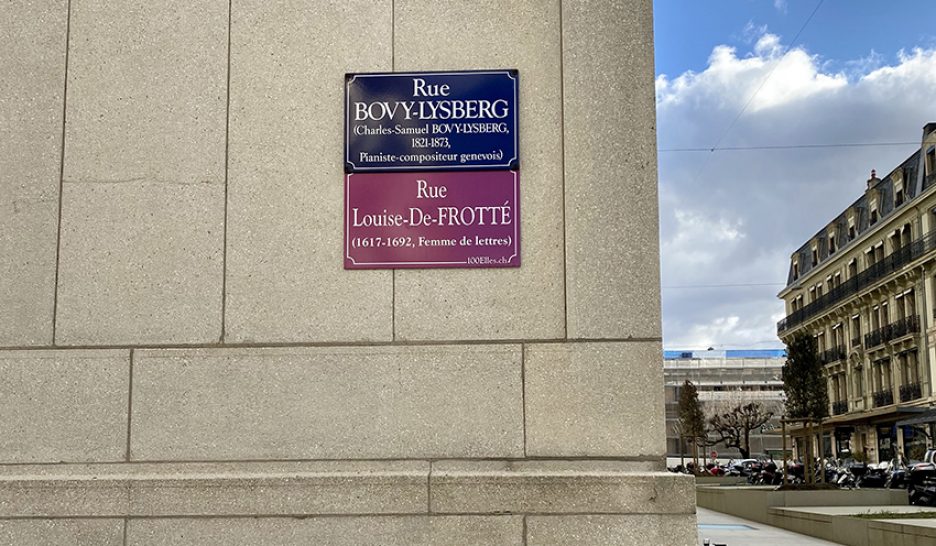 Rue
BOVY-LYSBERG
(Charles-Samuel BOVY-LYSBERG,
1821-1873,
Pianiste-compositeur genevois)
Rue
Louise-De-FROTTÉ
(1617-1692, Femme de lettres)
100Elles.ch